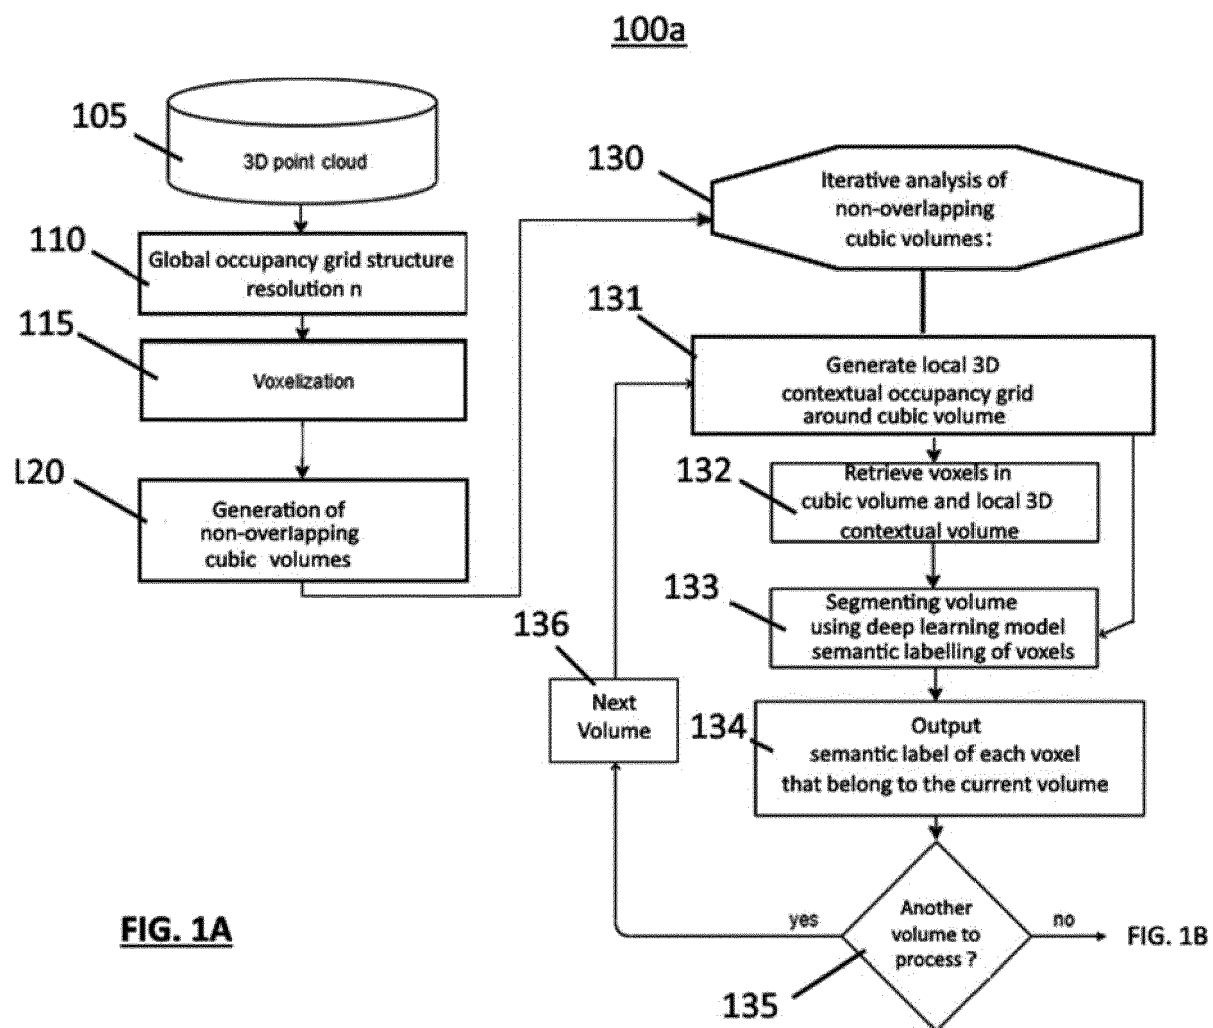 100a
105
3D point cloud
110
Global occupancy grid structure
resolution n
115
Voxelization
L20
Generation of
non-overlapping
cubic volumes
130
Iterative analysis of
non-overlapping
cubic volumes:
131
Generate local 3D
contextual occupancy grid
around cubic volume
132
Retrieve voxels in
cubic volume and local 3D
contextual volume
133
Segmenting volume
using deep learning model
semantic labelling of voxels
136
Next
Volume
134
Output
semantic label of each voxel
that belong to the current volume
yes
Another
volume to
process ?
no
FIG. 1B
135
FIG. 1A